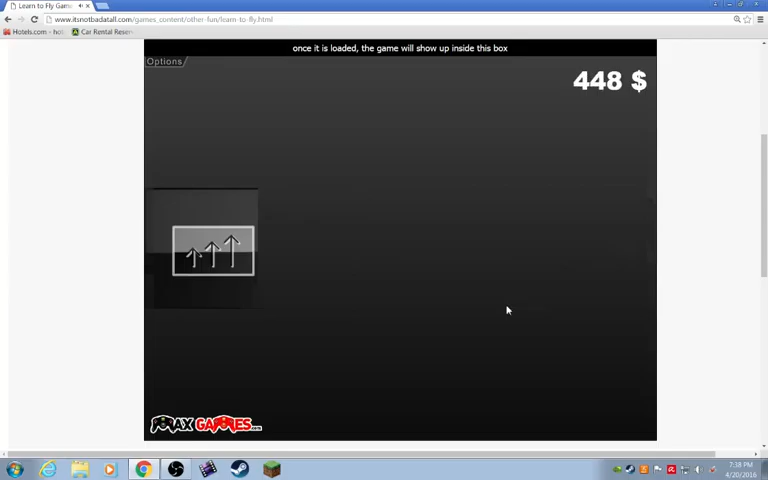 Learn to Fly Game
www.itsnotbadatall.com/games_content/other-fun/learn-to-fly.html
Hotels.com - hot
Car Rental Reser
once it is loaded, the game will show up inside this box
Options
448 $
MAX GAMES.com
7:38 PM
4/20/2016